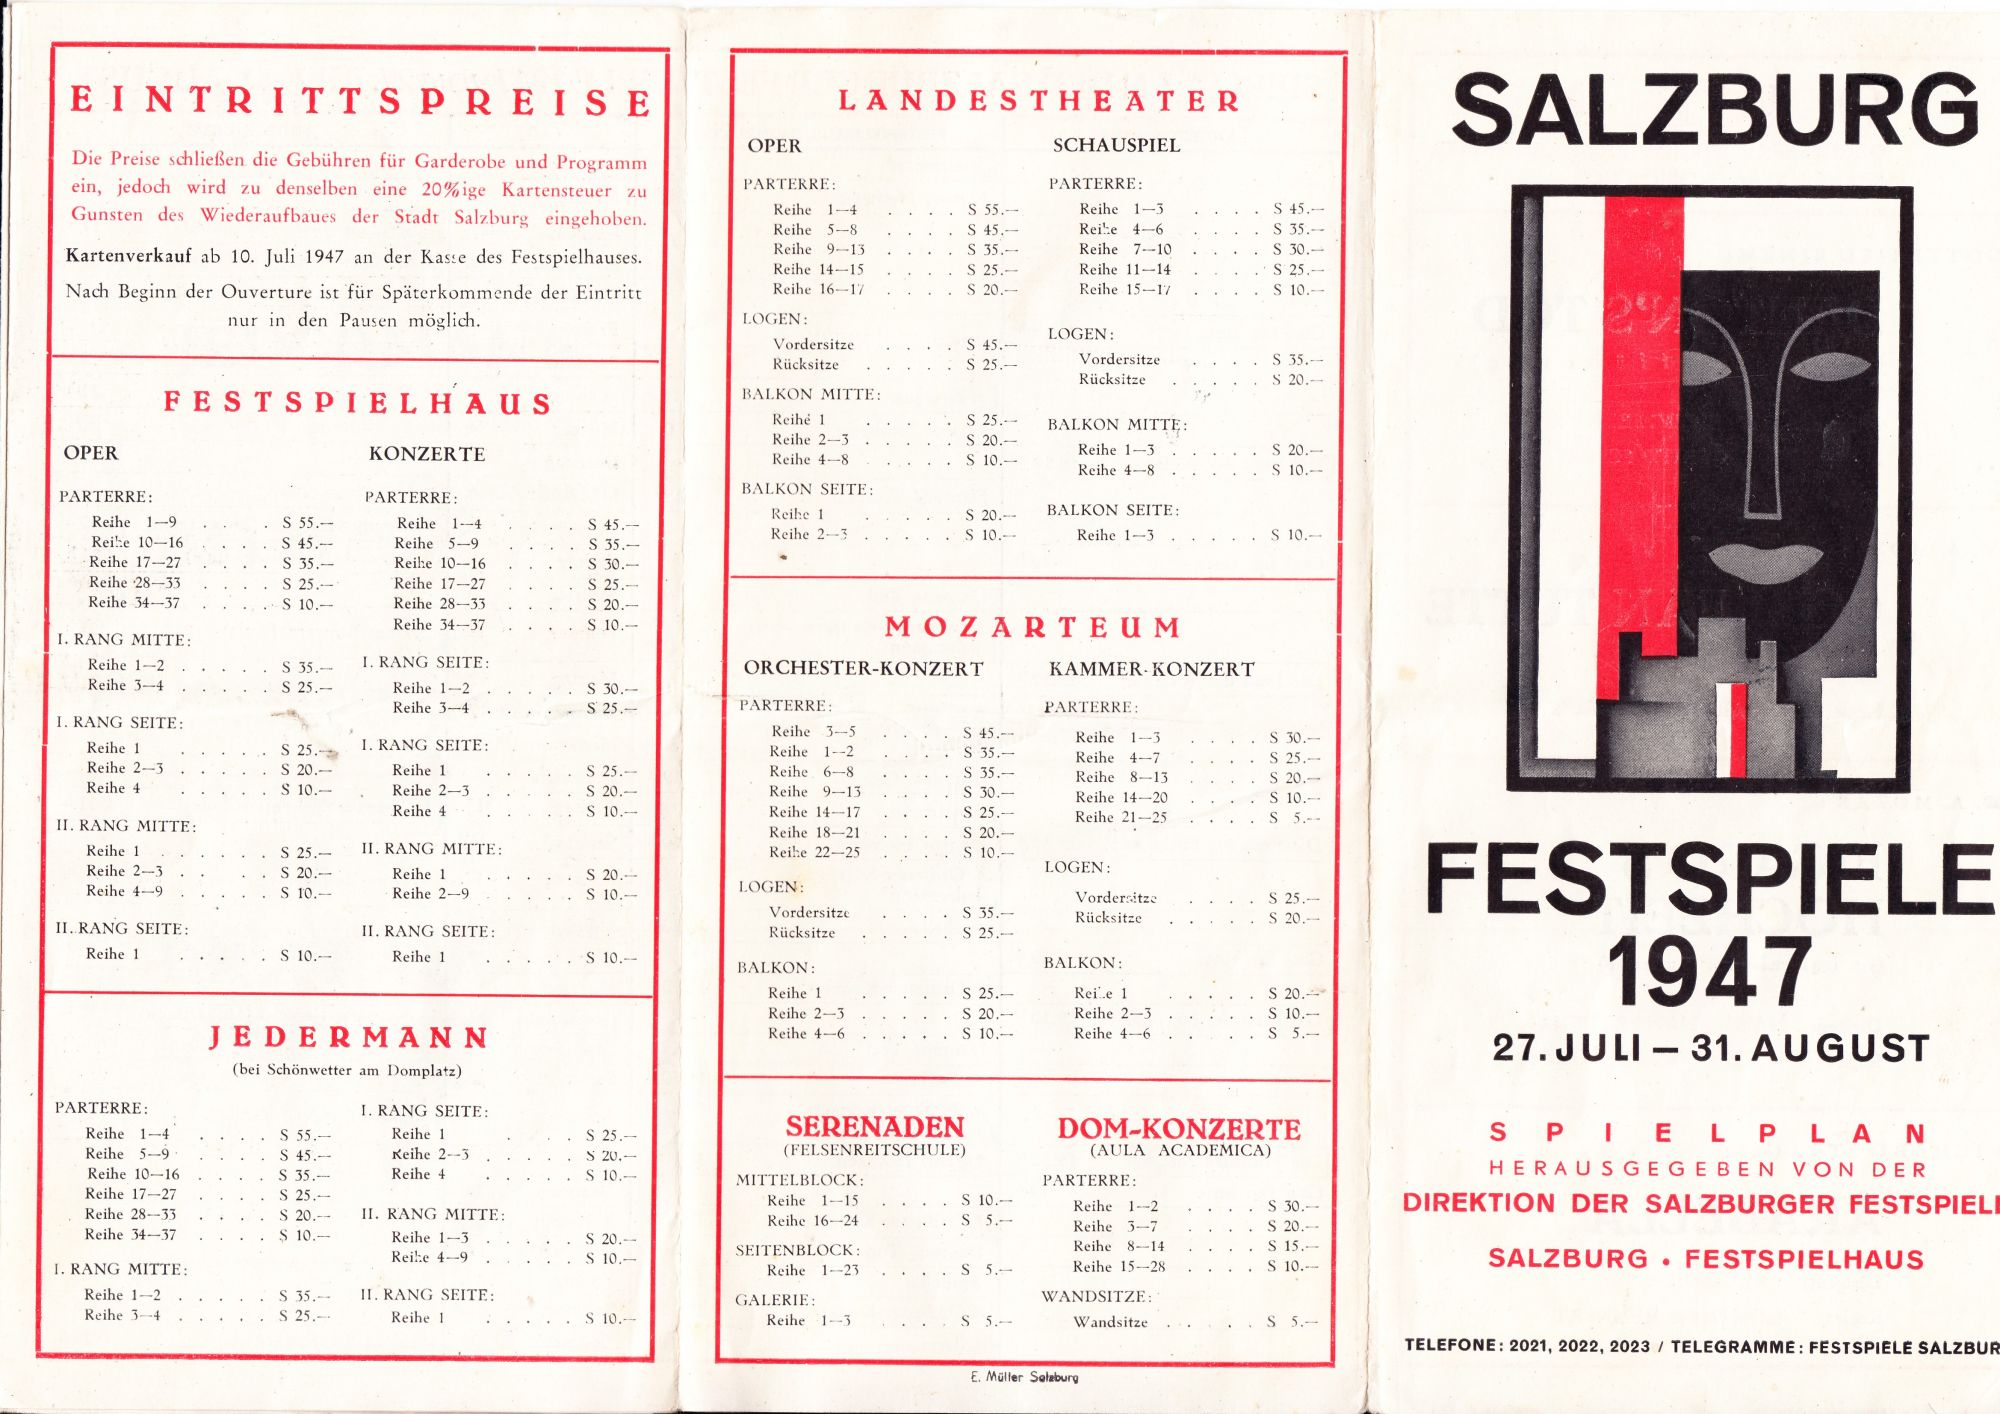 EINTRITTSPREISE
Die Preise schließen die Gebühren für Garderobe und Programm
ein, jedoch wird zu denselben eine 20%ige Kartensteuer zu
Gunsten des Wiederaufbaues der Stadt Salzburg eingehoben.
Kartenverkauf ab 10. Juli 1947 an der Kasse des Festspielhauses.
Nach Beginn der Ouverture ist für Späterkommende der Eintritt
nur in den Pausen möglich.
FESTSPIELHAUS
OPER
PARTERRE:
Reihe 1—9 . . . S 55.—
Reihe 10—16 . . . . S 45.—
Reihe 17—27 . . . . S 35.—
Reihe 28—33 . . . . S 25.—
Reihe 34—37 . . . . S 10.—
I. RANG MITTE:
Reihe 1—2 . . . . . S 35.—
Reihe 3—4 . . . . . S 25.—
I. RANG SEITE:
Reihe 1 . . . . . S 25.—
Reihe 2—3 . . . . . S 20.—
Reihe 4 . . . . . S 10.—
II. RANG MITTE:
Reihe 1 . . . . . . S 25.—
Reihe 2—3 . . . . S 20.—
Reihe 4—9 . . . . . S 10.—
II. RANG SEITE:
Reihe 1 . . . . . S 10.—
KONZERTE
PARTERRE:
Reihe 1—4 . . . . S 45.—
Reihe 5—9 . . . . S 35.—
Reihe 10—16 . . . . S 30.—
Reihe 17—27 . . . . S 25.—
Reihe 28—33 . . . . S 20.—
Reihe 34—37 . . . . S 10.—
I. RANG SEITE:
Reihe 1—2 . . . . . S 30.—
Reihe 3—4 . . . . . S 25.—
I. RANG SEITE:
Reihe 1 . . . . . S 25.—
Reihe 2—3 . . . . . S 20.—
Reihe 4 . . . . . S 10.—
II. RANG MITTE:
Reihe 1 . . . . . S 20.—
Reihe 2—9 . . . . . S 10.—
II. RANG SEITE:
Reihe 1 . . . . . S 10.—
JEDERMANN
(bei Schönwetter am Domplatz)
PARTERRE:
Reihe 1—4 . . . . S 55.—
Reihe 5—9 . . . . S 45.—
Reihe 10—16 . . . . S 35.—
Reihe 17—27 . . . . S 25.—
Reihe 28—33 . . . . S 20.—
Reihe 34—37 . . . . S 10.—
I. RANG MITTE:
Reihe 1—2 . . . . . S 35.—
Reihe 3—4 . . . . . S 25.—
I. RANG SEITE:
Reihe 1 . . . S 25.—
Reihe 2—3 . . . . . S 20.—
Reihe 4 . . . . . S 10.—
II. RANG MITTE:
Reihe 1—3 . . . . . S 20.—
Reihe 4—9 . . . . . S 10.—
II. RANG SEITE:
Reihe 1 . . . . . S 10.—
LANDESTHEATER
OPER
PARTERRE:
Reihe 1—4 . . . . S 55.—
Reihe 5—8 . . . . S 45.—
Reihe 9—13 . . . . S 35.—
Reihe 14—15 . . . . S 25.—
Reihe 16—17 . . . . S 20.—
LOGEN:
Vordersitze . . . . S 45.—
Rücksitze . . . . . S 25.—
BALKON MITTE:
Reihe 1 . . . . . S 25.—
Reihe 2—3 . . . . . S 20.—
Reihe 4—8 . . . . . S 10.—
BALKON SEITE:
Reihe 1 . . . . . S 20.—
Reihe 2—3 . . . . . S 10.—
SCHAUSPIEL
PARTERRE:
Reihe 1—3 . . . . S 45.—
Reihe 4—6 . . . . S 35.—
Reihe 7—10 . . . . S 30.—
Reihe 11—14 . . . . S 25.—
Reihe 15—17 . . . . S 10.—
LOGEN:
Vordersitze . . . . S 35.—
Rücksitze . . . . . S 20.—
BALKON MITTE:
Reihe 1—3 . . . . . S 20.—
Reihe 4—8 . . . . . S 10.—
BALKON SEITE:
Reihe 1—3 . . . . . S 10.—
MOZARTEUM
ORCHESTER-KONZERT
PARTERRE:
Reihe 3—5 . . . . S 45.—
Reihe 1—2 . . . . S 35.—
Reihe 6—8 . . . . S 35.—
Reihe 9—13 . . . . S 30.—
Reihe 14—17 . . . . S 25.—
Reihe 18—21 . . . . S 20.—
Reihe 22—25 . . . . S 10.—
LOGEN:
Vordersitze . . . . S 35.—
Rücksitze . . . . . S 25.—
BALKON:
Reihe 1 . . . . . S 25.—
Reihe 2—3 . . . . . S 20.—
Reihe 4—6 . . . . . S 10.—
KAMMER-KONZERT
PARTERRE:
Reihe 1—3 . . . . S 30.—
Reihe 4—7 . . . . S 25.—
Reihe 8—13 . . . . S 20.—
Reihe 14—20 . . . . S 10.—
Reihe 21—25 . . . . S 5.—
LOGEN:
Vordersitze . . . . S 25.—
Rücksitze . . . . S 20.—
BALKON:
Reihe 1 . . . . . S 20.—
Reihe 2—3 . . . . . S 10.—
Reihe 4—6 . . . . S 5.—
SERENADEN
(FELSENREITSCHULE)
MITTELBLOCK:
Reihe 1—15 . . . . S 10.—
Reihe 16—24 . . . . S 5.—
SEITENBLOCK:
Reihe 1—23 . . . . S 5.—
GALERIE:
Reihe 1—3 . . . . S 5.—
DOM-KONZERTE
(AULA ACADEMICA)
PARTERRE:
Reihe 1—2 . . . . S 30.—
Reihe 3—7 . . . . S 20.—
Reihe 8—14 . . . . S 15.—
Reihe 15—28 . . . . S 10.—
WANDSITZE:
Wandsitze . . . . . S 5.—
E. Müller Salzburg
SALZBURG
FESTSPIELE
1947
27. JULI – 31. AUGUST
SPIELPLAN
HERAUSGEGEBEN VON DER
DIREKTION DER SALZBURGER FESTSPIELE
SALZBURG • FESTSPIELHAUS
TELEFONE: 2021, 2022, 2023 / TELEGRAMME: FESTSPIELE SALZBUR